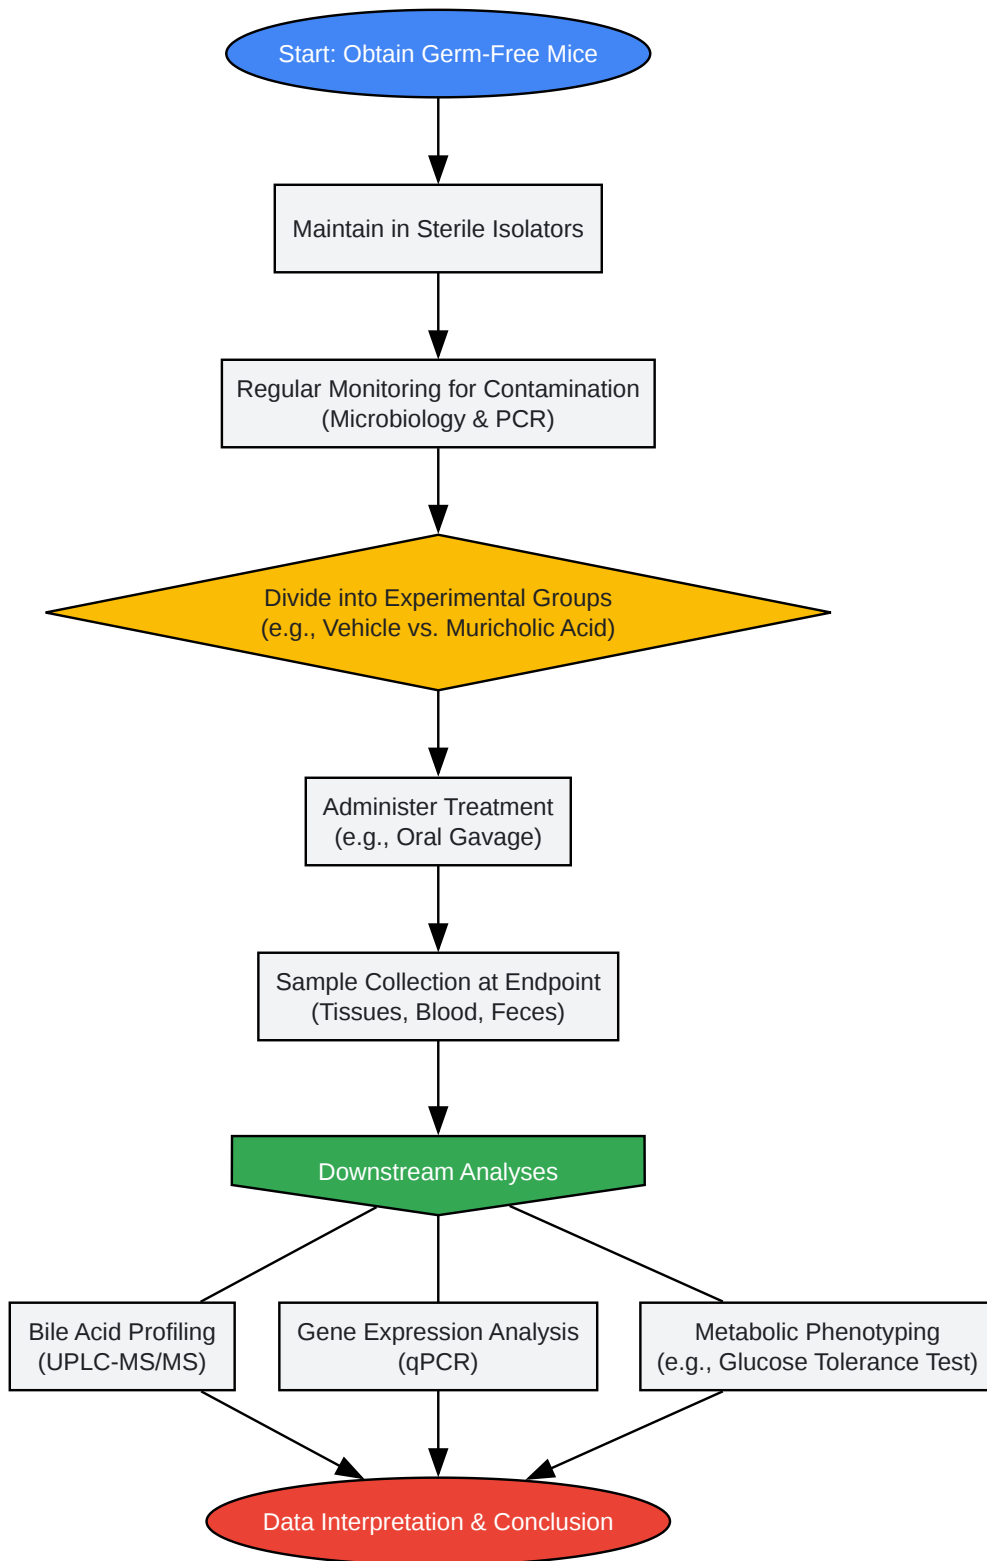 Start: Obtain Germ-Free Mice
Maintain in Sterile Isolators
Regular Monitoring for Contamination
(Microbiology & PCR)
Divide into Experimental Groups
(e.g., Vehicle vs. Muricholic Acid)
Administer Treatment
(e.g., Oral Gavage)
Sample Collection at Endpoint
(Tissues, Blood, Feces)
Downstream Analyses
Bile Acid Profiling
(UPLC-MS/MS)
Gene Expression Analysis
(qPCR)
Metabolic Phenotyping
(e.g., Glucose Tolerance Test)
Data Interpretation & Conclusion